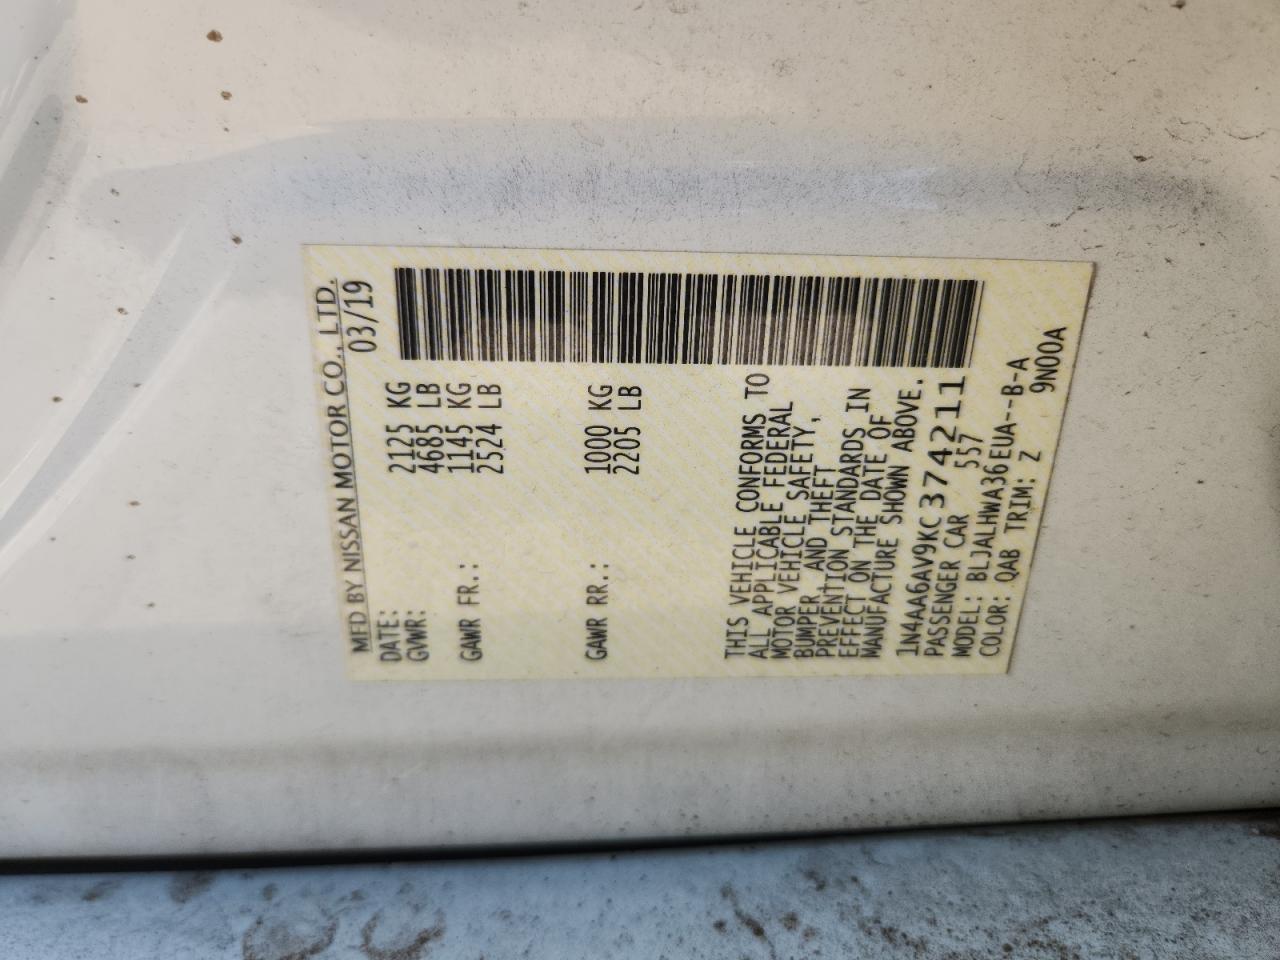 MFD BY NISSAN MOTOR CO., LTD.
DATE: 03/19
GVWR: 2125 KG
4685 LB
GAWR FR.: 1145 KG
2524 LB
GAWR RR.: 1000 KG
2205 LB
THIS VEHICLE CONFORMS TO
ALL APPLICABLE FEDERAL
MOTOR VEHICLE SAFETY,
BUMPER, AND THEFT
PREVENTION STANDARDS IN
EFFECT ON THE DATE OF
MANUFACTURE SHOWN ABOVE.
1N4AA6AV9KC374211
PASSENGER CAR 557
MODEL: BLJALHWA36EUA--B-A
COLOR: QAB TRIM: Z 9N00A